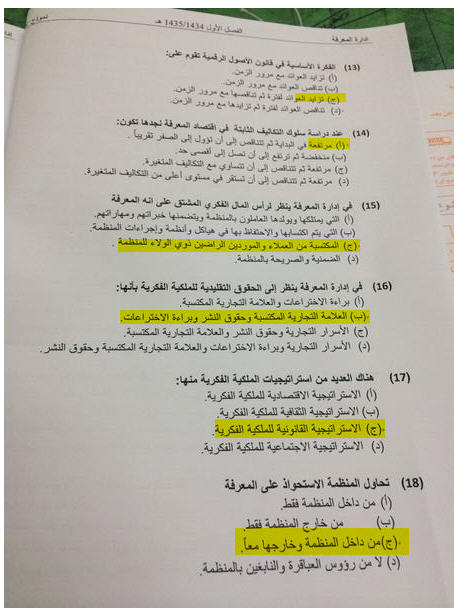 ادارة المعرفة
الفصل الأول 1435/1434 هـ
نموذج
(13) الفكرة الأساسية في قانون الأصول الرقمية تقوم على:
(أ) تزايد العوائد مع مرور الزمن.
(ب) تناقص العوائد مع مرور الزمن.
(ج) تزايد العوائد لفترة ثم تناقصها مع مرور الزمن.
(د) تناقص العوائد لفترة ثم تزايدها مع مرور الزمن.
(14) عند دراسة سلوك التكاليف الثابتة في اقتصاد المعرفة نجدها تكون:
(أ) مرتفعة في البداية ثم تتناقص إلى أن تؤول إلى الصفر تقريباً .
(ب) منخفضة ثم ترتفع إلى أن تصل إلى أقصى حد.
(ج) مرتفعة ثم تتناقص إلى أن تتساوي مع التكاليف المتغيرة.
(د) مرتفعة ثم تتناقص إلى أن تستقر في مستوى أعلى من التكاليف المتغيرة.
(15) في إدارة المعرفة ينظر لرأس المال الفكري المشتق على انه المعرفة
(أ) التي يمتلكها ويولدها العاملون بالمنظمة ويتضمنها خبراتهم ومهاراتهم.
(ب) التي يتم اكتسابها والاحتفاظ بها في هياكل وأنظمة وإجراءات المنظمة.
(ج) المكتسبة من العملاء والموردين الراضين ذوي الولاء للمنظمة .
(د) الضمنية والصريحة بالمنظمة.
(16) في إدارة المعرفة ينظر إلى الحقوق التقليدية للملكية الفكرية بأنها:
(أ) براءة الاختراعات والعلامة التجارية المكتسبة.
(ب) العلامة التجارية المكتسبة وحقوق النشر وبراءة الاختراعات.
(ج) الأسرار التجارية وحقوق النشر والعلامة التجارية المكتسبة.
(د) الأسرار التجارية وبراءة الاختراعات والعلامة التجارية المكتسبة وحقوق النشر.
(17) هناك العديد من استراتيجيات الملكية الفكرية منها:
(أ) الاستراتيجية الاقتصادية للملكية الفكرية.
(ب) الاستراتيجية الثقافية للملكية الفكرية.
(ج) الاستراتيجية القانونية للملكية الفكرية.
(د) الاستراتيجية الاجتماعية للملكية الفكرية.
(18) تحاول المنظمة الاستحواذ على المعرفة
(أ) من داخل المنظمة فقط.
(ب) من خارج المنظمة فقط.
(ج) من داخل المنظمة وخارجها معاً.
(د) لا من رؤوس العباقرة والنابغين بالمنظمة.